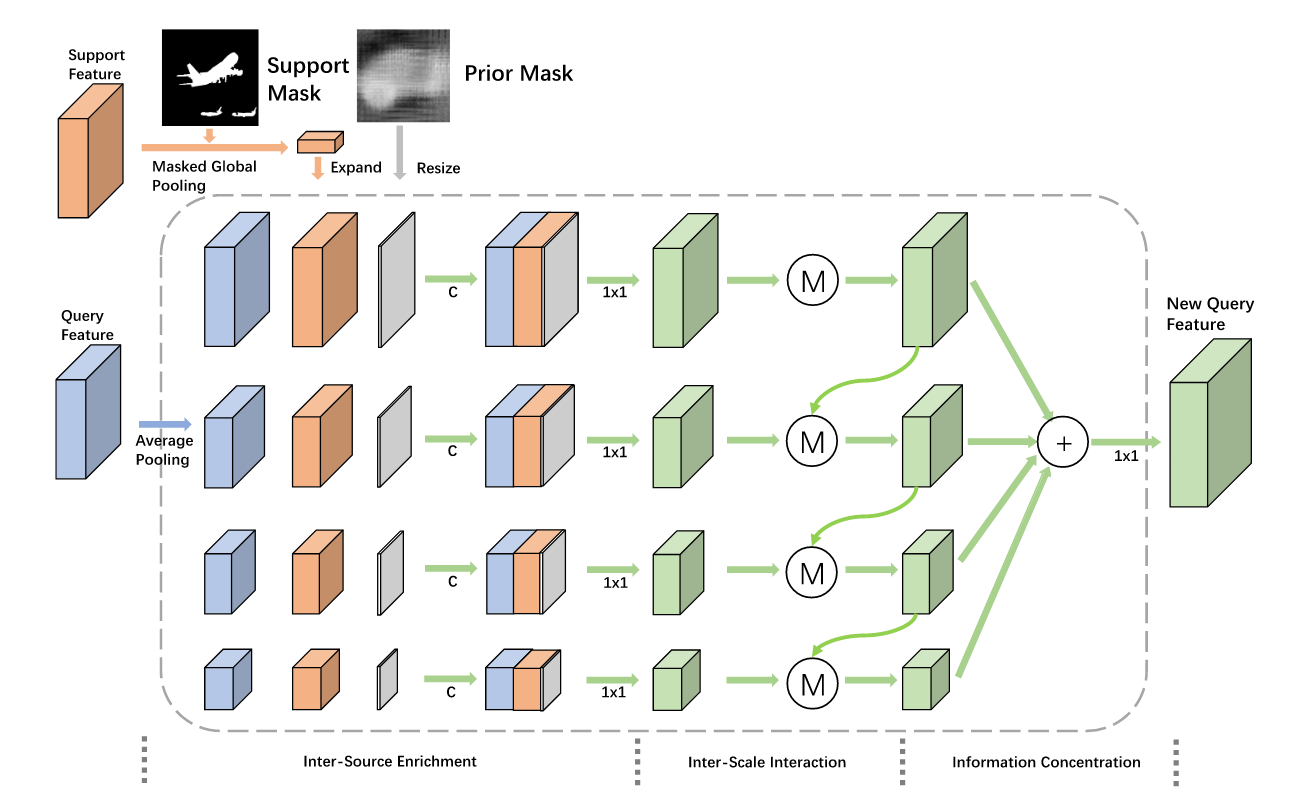 Support
Feature
Support
Mask
Prior Mask
Masked Global
Pooling
Expand
Resize
C
1x1
M
Query
Feature
Average
Pooling
C
1x1
M
+
1x1
New Query
Feature
C
1x1
M
C
1x1
M
Inter-Source Enrichment
Inter-Scale Interaction
Information Concentration